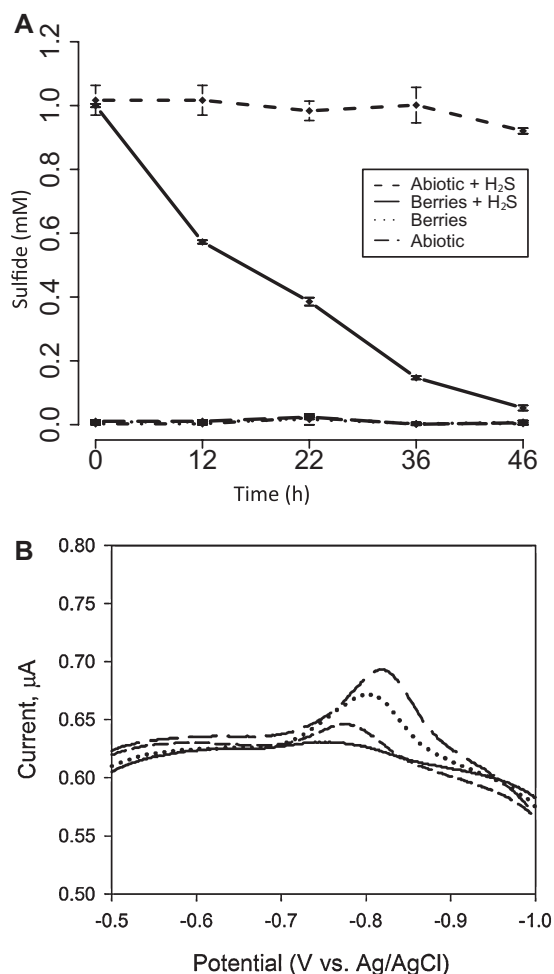 A
1.2
1.0
0.8
0.6
0.4
0.2
0.0
Sulfide (mM)
Abiotic + H₂S
Berries + H₂S
Berries
Abiotic
0 12 22 36 46
Time (h)
B
0.80
0.75
0.70
0.65
0.60
0.55
0.50
Current, μA
-0.5 -0.6 -0.7 -0.8 -0.9 -1.0
Potential (V vs. Ag/AgCl)